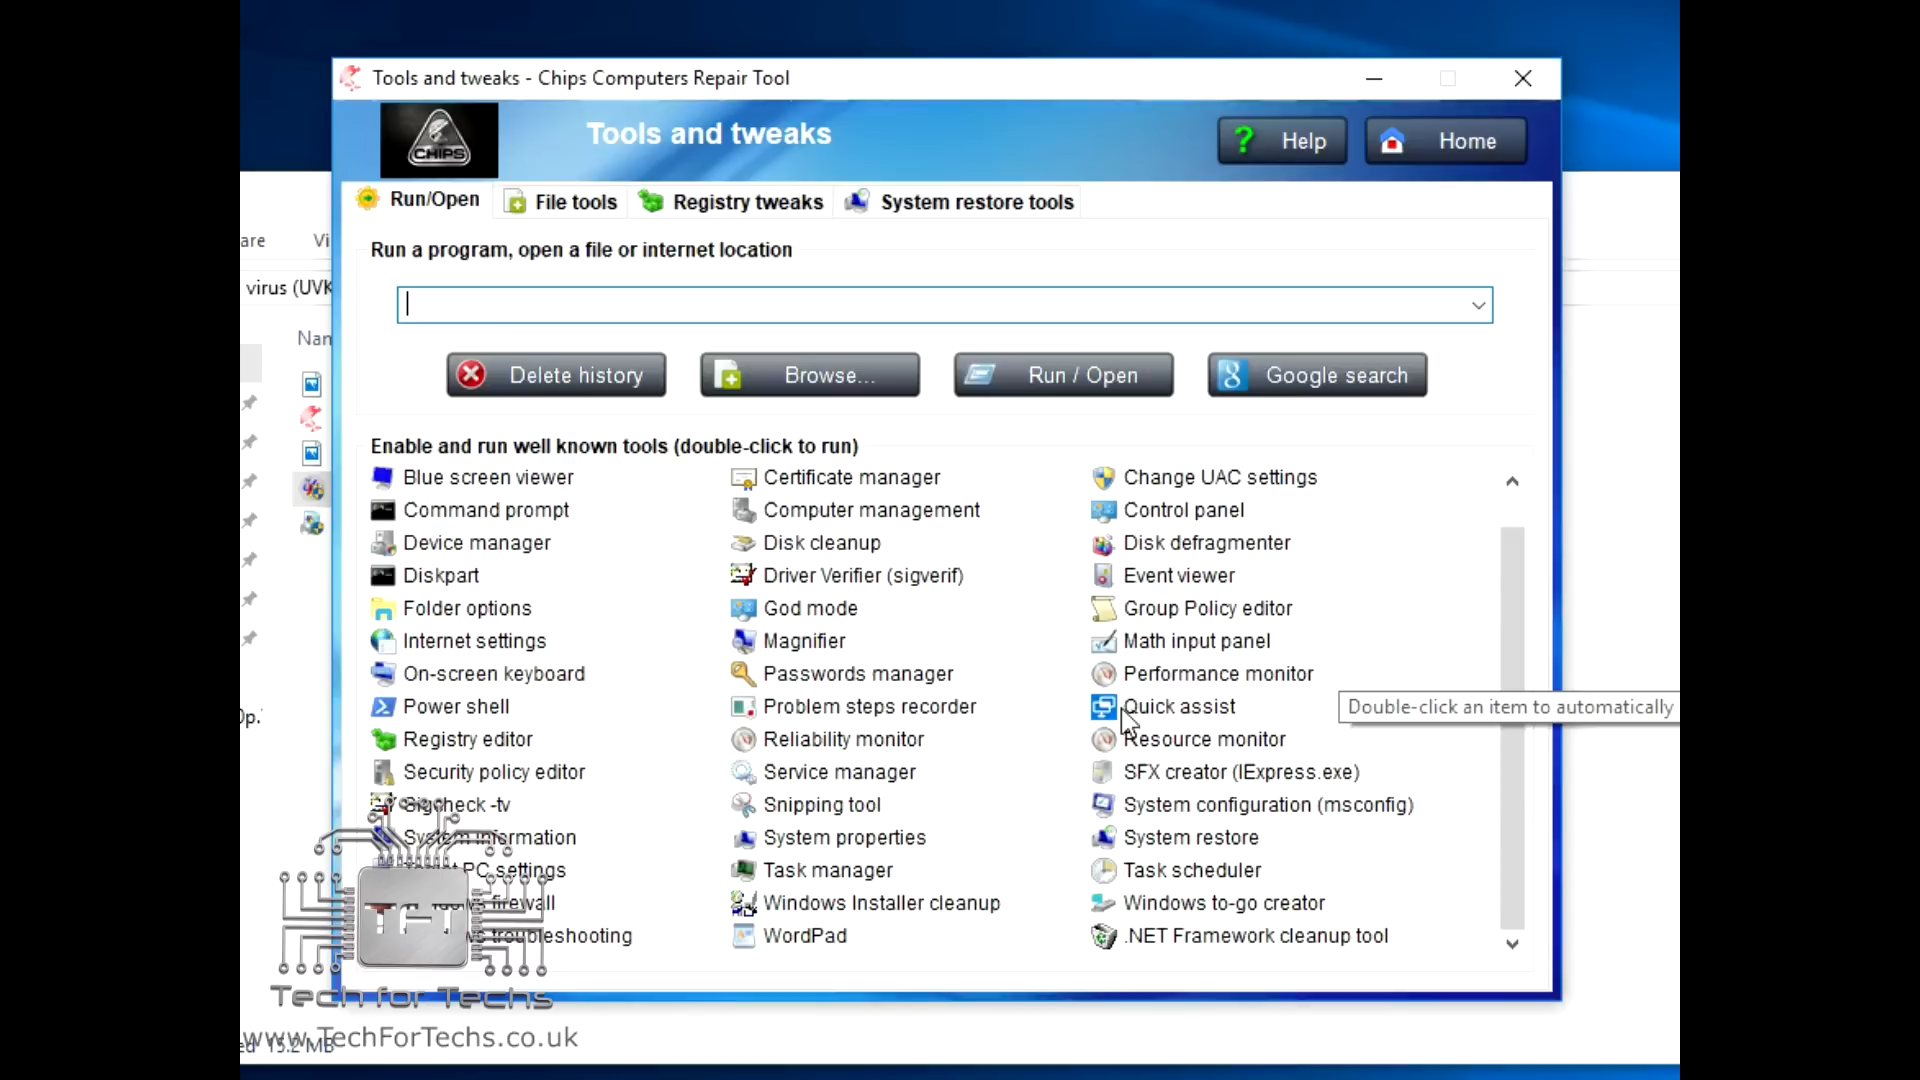 Tools and tweaks - Chips Computers Repair Tool
CHIPS
Tools and tweaks
Help
Home
Run/Open
File tools
Registry tweaks
System restore tools
are
Vi
Run a program, open a file or internet location
virus (UVK
Nan
Delete history
Browse...
Run / Open
Google search
Enable and run well known tools (double-click to run)
Blue screen viewer
Certificate manager
Change UAC settings
Command prompt
Computer management
Control panel
Device manager
Disk cleanup
Disk defragmenter
Diskpart
Driver Verifier (sigverif)
Event viewer
Folder options
God mode
Group Policy editor
Internet settings
Magnifier
Math input panel
On-screen keyboard
Passwords manager
Performance monitor
Power shell
Problem steps recorder
Quick assist
Double-click an item to automatically
Registry editor
Reliability monitor
Resource monitor
Security policy editor
Service manager
SFX creator (IExpress.exe)
Sigcheck -tv
Snipping tool
System configuration (msconfig)
System information
System properties
System restore
PC settings
Task manager
Task scheduler
firewall
Windows Installer cleanup
Windows to-go creator
troubleshooting
WordPad
.NET Framework cleanup tool
TFT
Tech for Techs
www.TechForTechs.co.uk
15.2 MB